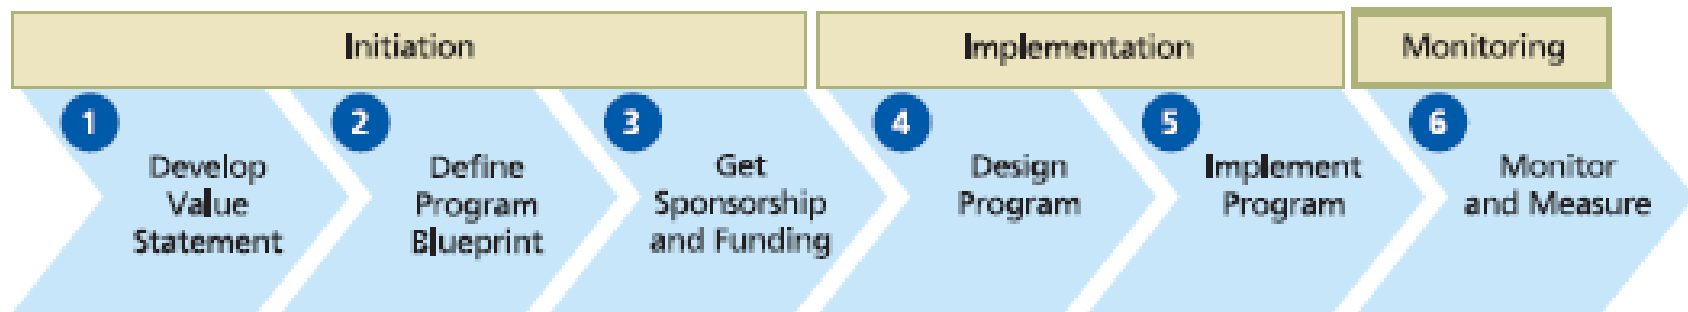 Initiation
Implementation
Monitoring
1
Develop
Value
Statement
2
Define
Program
Blueprint
3
Get
Sponsorship
and Funding
4
Design
Program
5
Implement
Program
6
Monitor
and Measure